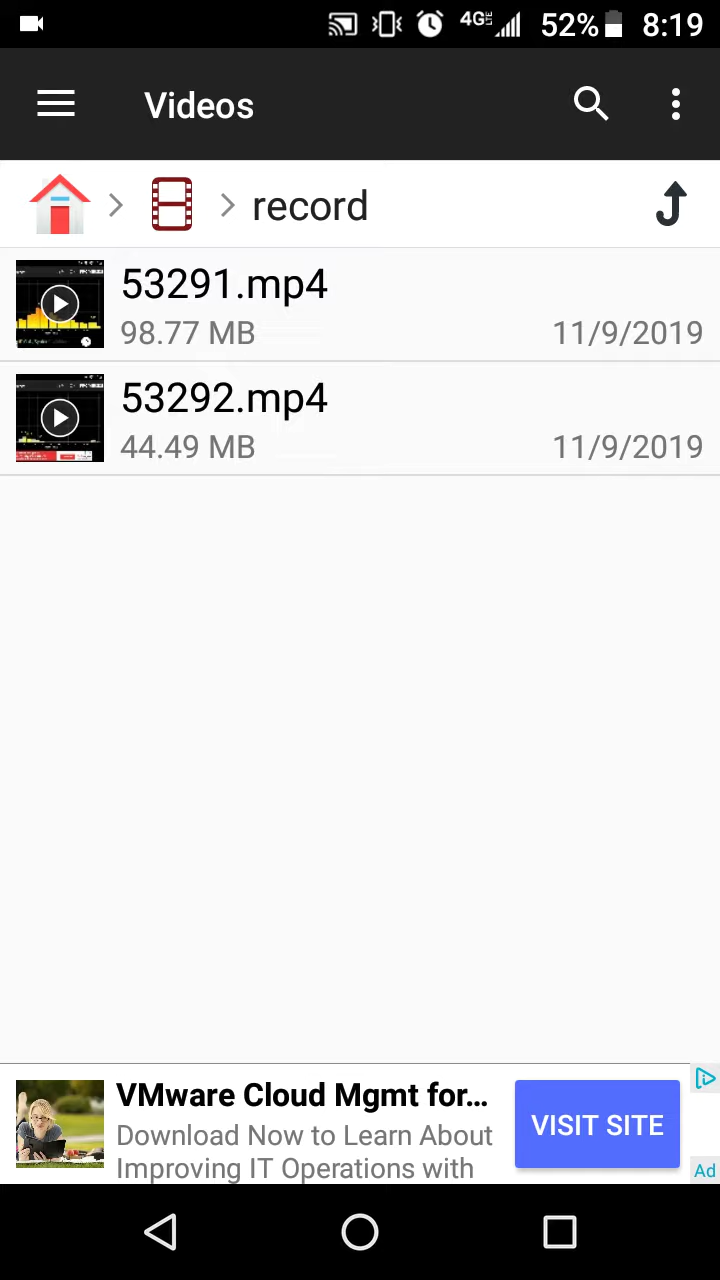 4G LTE 52% 8:19
Videos
record
53291.mp4
98.77 MB 11/9/2019
53292.mp4
44.49 MB 11/9/2019
VMware Cloud Mgmt for...
Download Now to Learn About
Improving IT Operations with
VISIT SITE
Ad